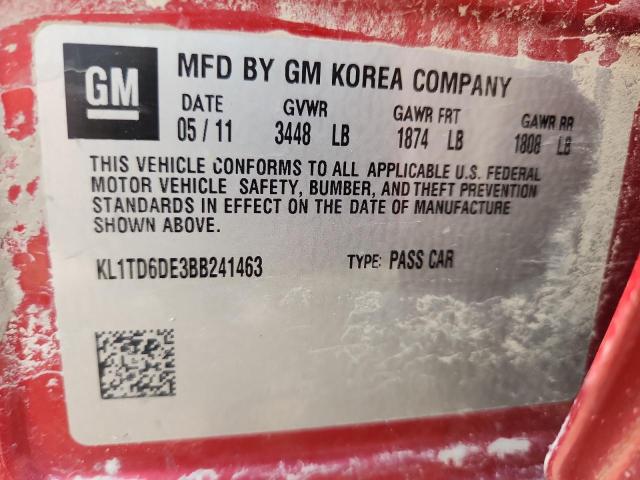 GM
MFD BY GM KOREA COMPANY
DATE GVWR GAWR FRT GAWR RR
05 / 11 3448 LB 1874 LB 1808 LB
THIS VEHICLE CONFORMS TO ALL APPLICABLE U.S. FEDERAL
MOTOR VEHICLE SAFETY, BUMBER, AND THEFT PREVENTION
STANDARDS IN EFFECT ON THE DATE OF MANUFACTURE
SHOWN ABOVE.
KL1TD6DE3BB241463 TYPE: PASS CAR